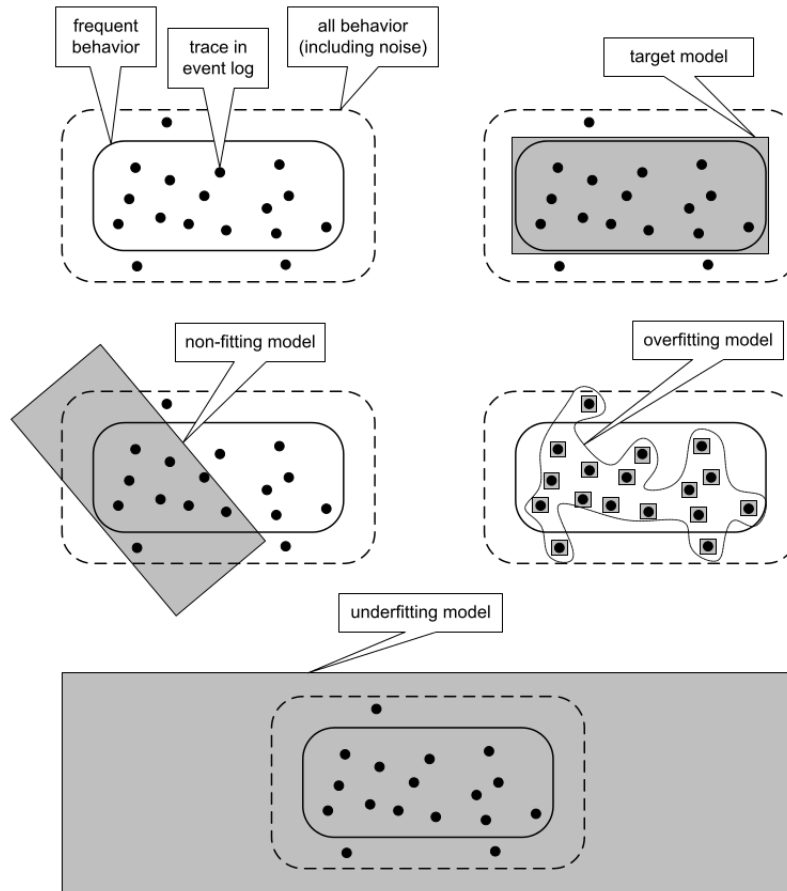 frequent
behavior
trace in
event log
all behavior
(including noise)
target model
non-fitting model
overfitting model
underfitting model